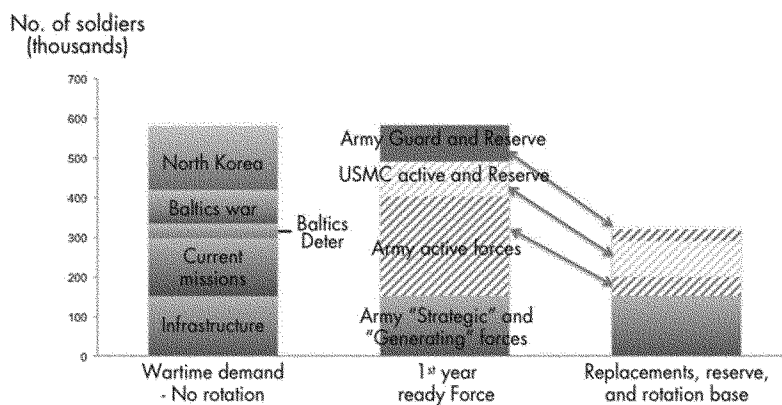 No. of soldiers
(thousands)
700
600
500
400
300
200
100
0
North Korea
Baltics war
Baltics
Deter
Current
missions
Infrastructure
Army Guard and Reserve
USMC active and Reserve
Army active forces
Army "Strategic" and
"Generating" forces
Wartime demand
- No rotation
1st year
ready Force
Replacements, reserve,
and rotation base